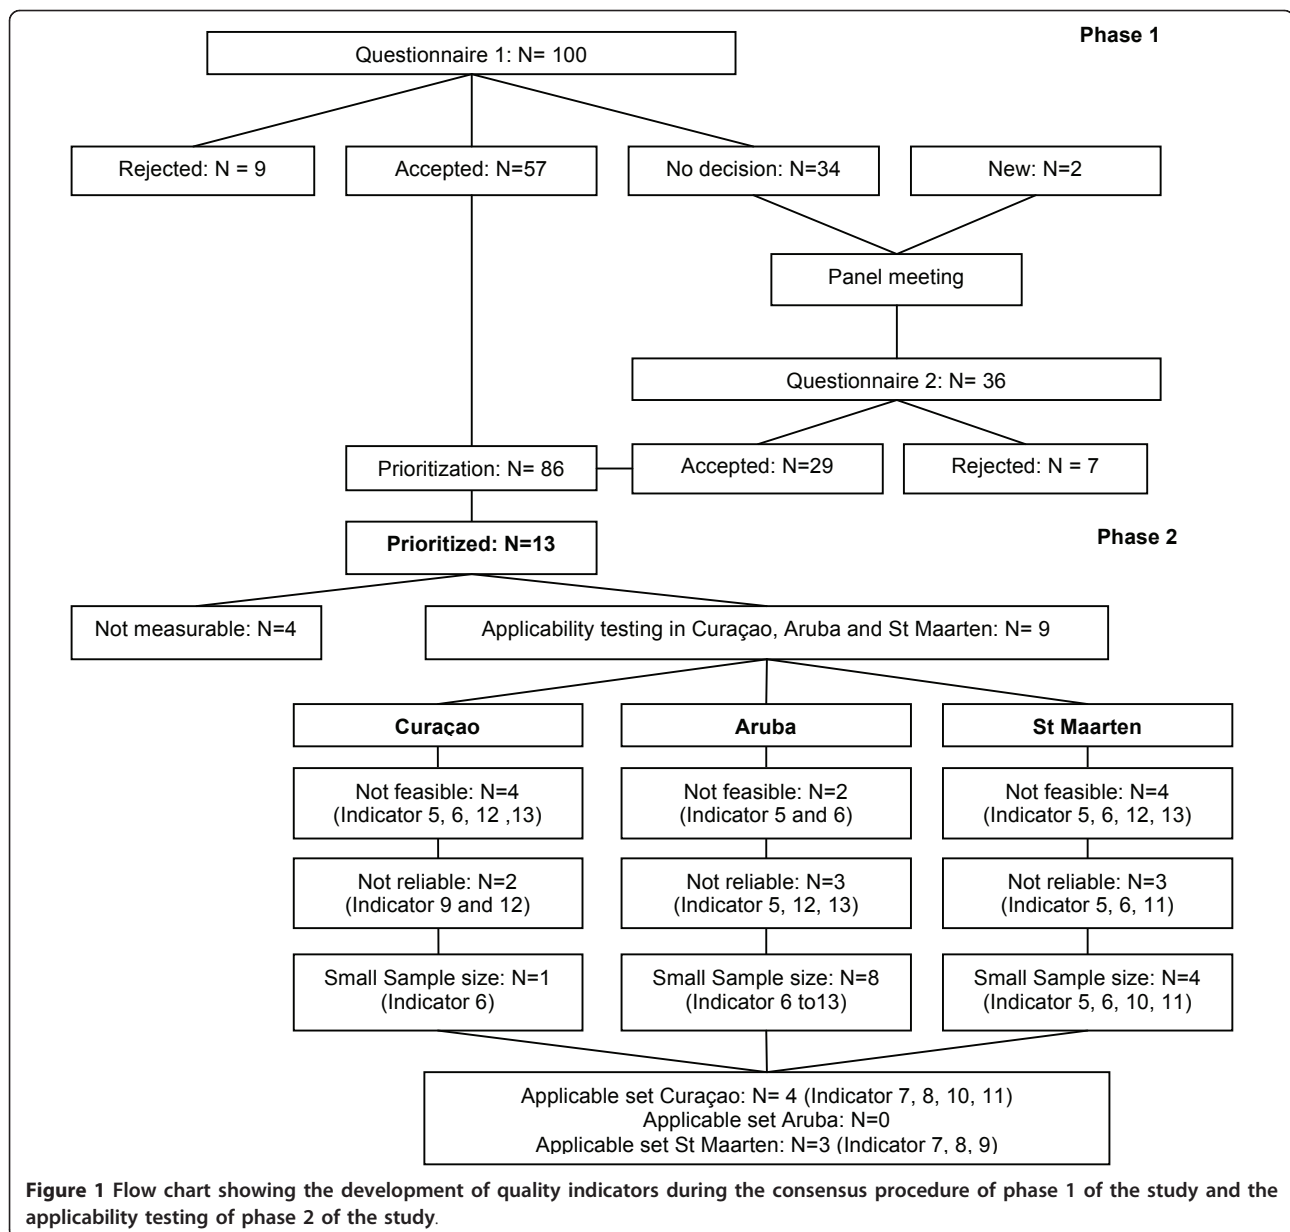 Phase 1
Questionnaire 1: N= 100
Rejected: N = 9
Accepted: N=57
No decision: N=34
New: N=2
Panel meeting
Questionnaire 2: N= 36
Prioritization: N= 86
Accepted: N=29
Rejected: N = 7
Phase 2
Prioritized: N=13
Not measurable: N=4
Applicability testing in Curaçao, Aruba and St Maarten: N= 9
Curaçao
Aruba
St Maarten
Not feasible: N=4
(Indicator 5, 6, 12 ,13)
Not feasible: N=2
(Indicator 5 and 6)
Not feasible: N=4
(Indicator 5, 6, 12, 13)
Not reliable: N=2
(Indicator 9 and 12)
Not reliable: N=3
(Indicator 5, 12, 13)
Not reliable: N=3
(Indicator 5, 6, 11)
Small Sample size: N=1
(Indicator 6)
Small Sample size: N=8
(Indicator 6 to13)
Small Sample size: N=4
(Indicator 5, 6, 10, 11)
Applicable set Curaçao: N= 4 (Indicator 7, 8, 10, 11)
Applicable set Aruba: N=0
Applicable set St Maarten: N=3 (Indicator 7, 8, 9)
Figure 1 Flow chart showing the development of quality indicators during the consensus procedure of phase 1 of the study and the
applicability testing of phase 2 of the study.